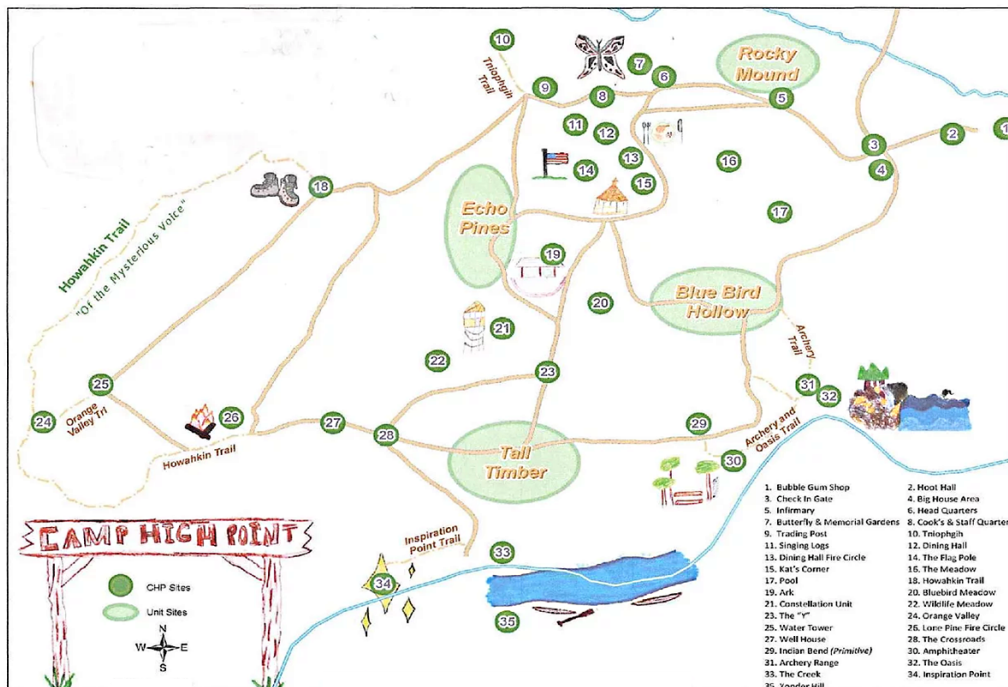 10
Tniophgih
Trail
9
8
7
6
Rocky
Mound
5
11
12
13
14
15
16
17
3
2
1
4
18
Howahkin Trail
"Of the Mysterious Voice"
Echo
Pines
19
20
Blue Bird
Hollow
21
22
23
Archery
Trail
31
32
25
24
Orange
Valley Trl
26
Howahkin Trail
27
28
Tall
Timber
29
Archery and
Oasis Trail
30
Inspiration
Point Trail
33
34
35
CAMP HIGH POINT
CHP Sites
Unit Sites
N
W E
S
1. Bubble Gum Shop 2. Hoot Hall
3. Check In Gate 4. Big House Area
5. Infirmary 6. Head Quarters
7. Butterfly & Memorial Gardens 8. Cook's & Staff Quarter
9. Trading Post 10. Tniophgih
11. Singing Logs 12. Dining Hall
13. Dining Hall Fire Circle 14. The Flag Pole
15. Kat's Corner 16. The Meadow
17. Pool 18. Howahkin Trail
19. Ark 20. Bluebird Meadow
21. Constellation Unit 22. Wildlife Meadow
23. The "Y" 24. Orange Valley
25. Water Tower 26. Lone Pine Fire Circle
27. Well House 28. The Crossroads
29. Indian Bend (Primitive) 30. Amphitheater
31. Archery Range 32. The Oasis
33. The Creek 34. Inspiration Point
35. Yonder Hill